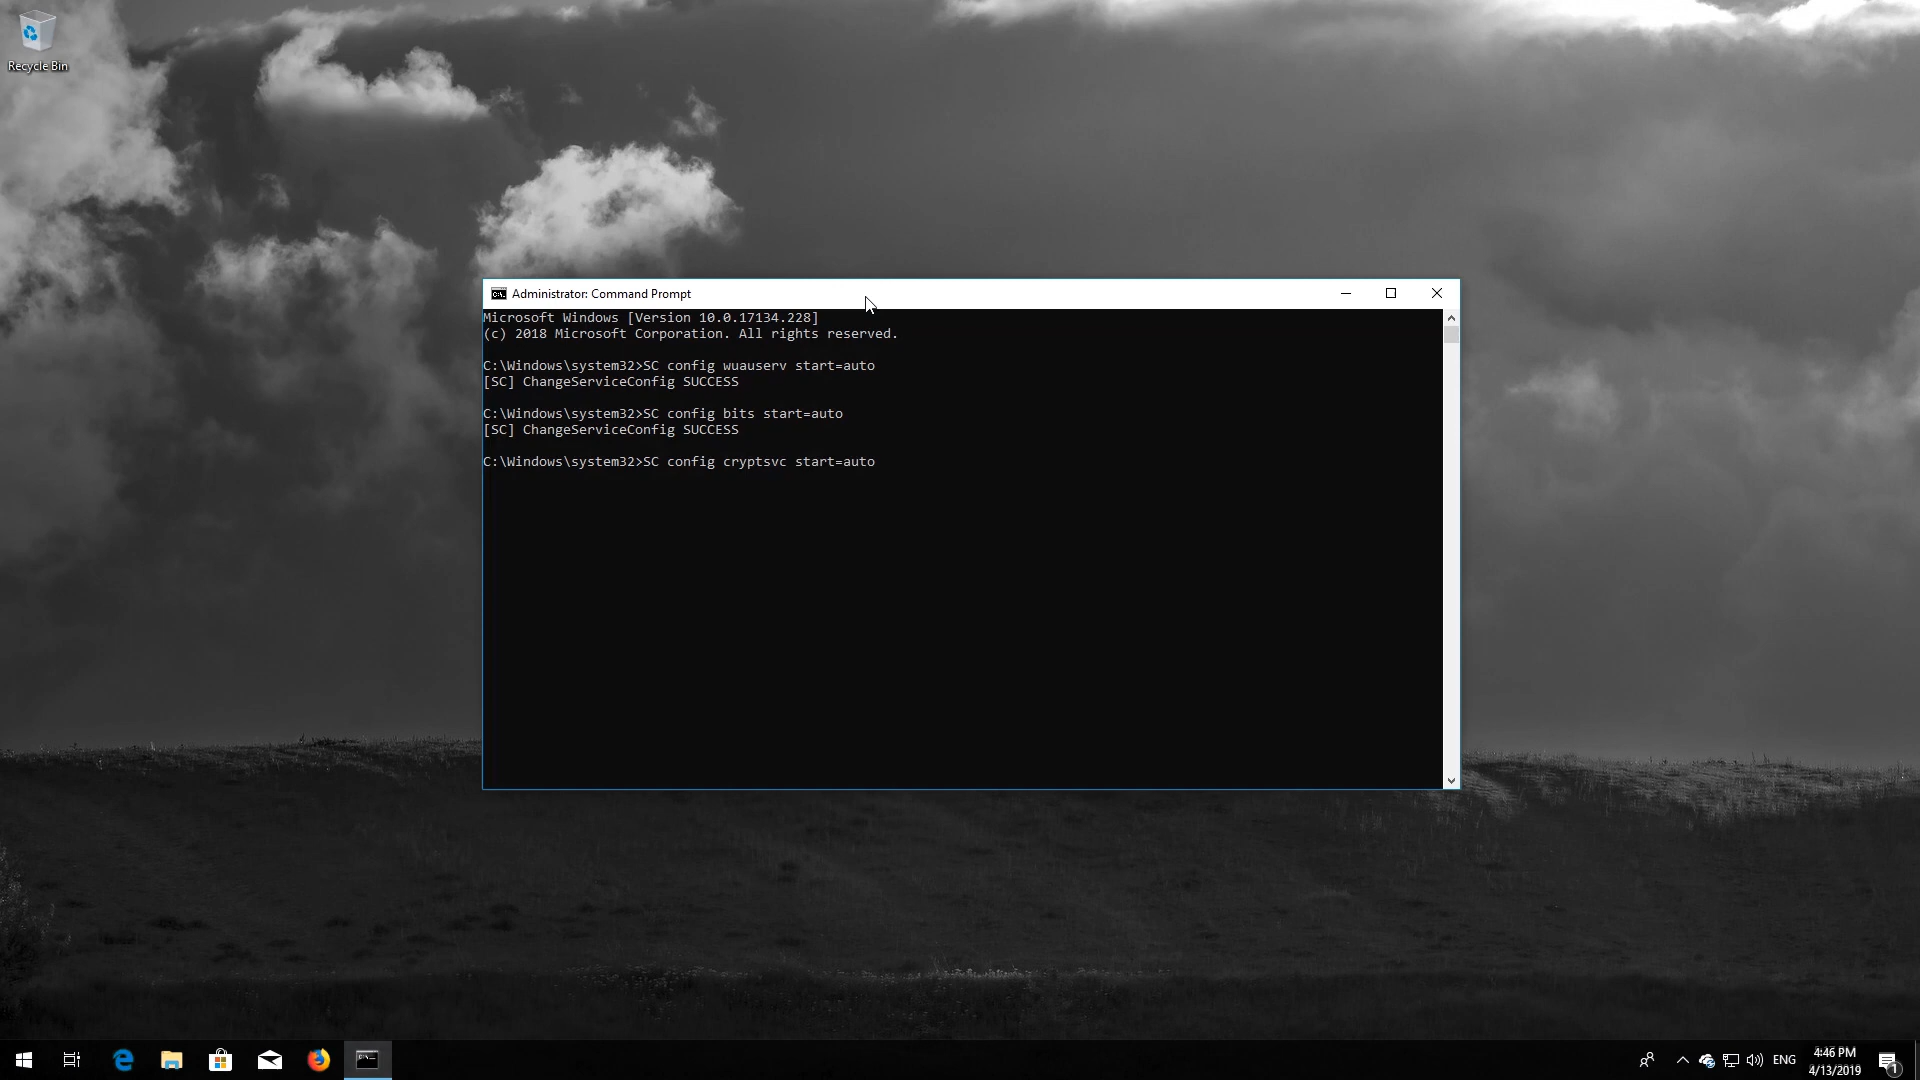 Recycle Bin
Administrator: Command Prompt
Microsoft Windows [Version 10.0.17134.228]
(c) 2018 Microsoft Corporation. All rights reserved.
C:\Windows\system32>SC config wuauserv start=auto
[SC] ChangeServiceConfig SUCCESS
C:\Windows\system32>SC config bits start=auto
[SC] ChangeServiceConfig SUCCESS
C:\Windows\system32>SC config cryptsvc start=auto
ENG
4:46 PM
4/13/2019
1